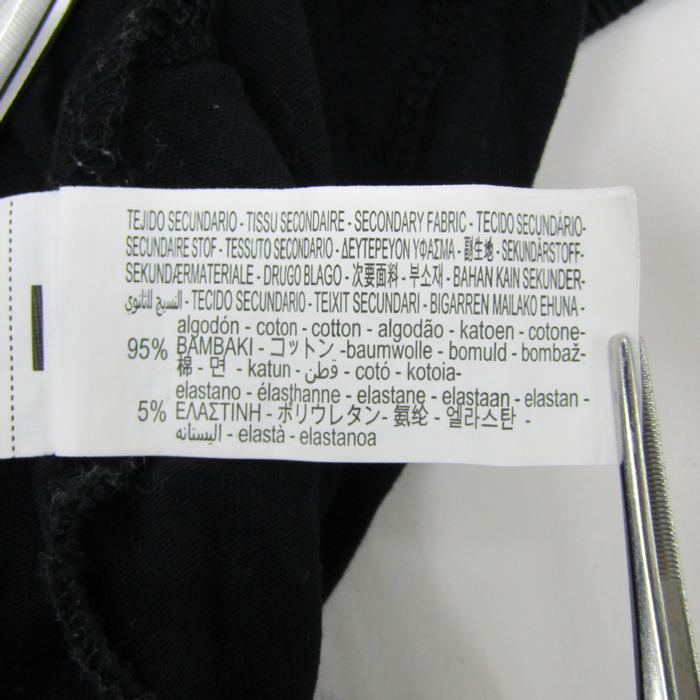 TEJIDO SECUNDARIO - TISSU SECONDAIRE - SECONDARY FABRIC - TECIDO SECUNDÁRIO-
SECUNDAIRE STOF - TESSUTO SECONDARIO - ΔΕΥΤΕΡΕΥΟΝ ΥΦΑΣΜΑ - 副生地 - SEKUNDÄRSTOFF-
SEKUNDÆRMATERIALE - DRUGO BLAGO - 次要面料 - 부소재 - BAHAN KAIN SEKUNDER-
النسيج الثانوي - TECIDO SECUNDÁRIO - TEIXIT SECUNDARI - BIGARREN MAILAKO EHUNA -
algodón - coton - cotton - algodão - katoen - cotone-
95% BAMBAKI - コットン -baumwolle - bomuld - bombaž-
棉 - 면 - katun - قطن - cotó - kotoia-
elastano - élasthanne - elastane - elastaan - elastan -
5% ΕΛΑΣΤΙΝΗ - ポリウレタン- 氨纶 - 엘라스탄 -
اليستانه - elastà - elastanoa